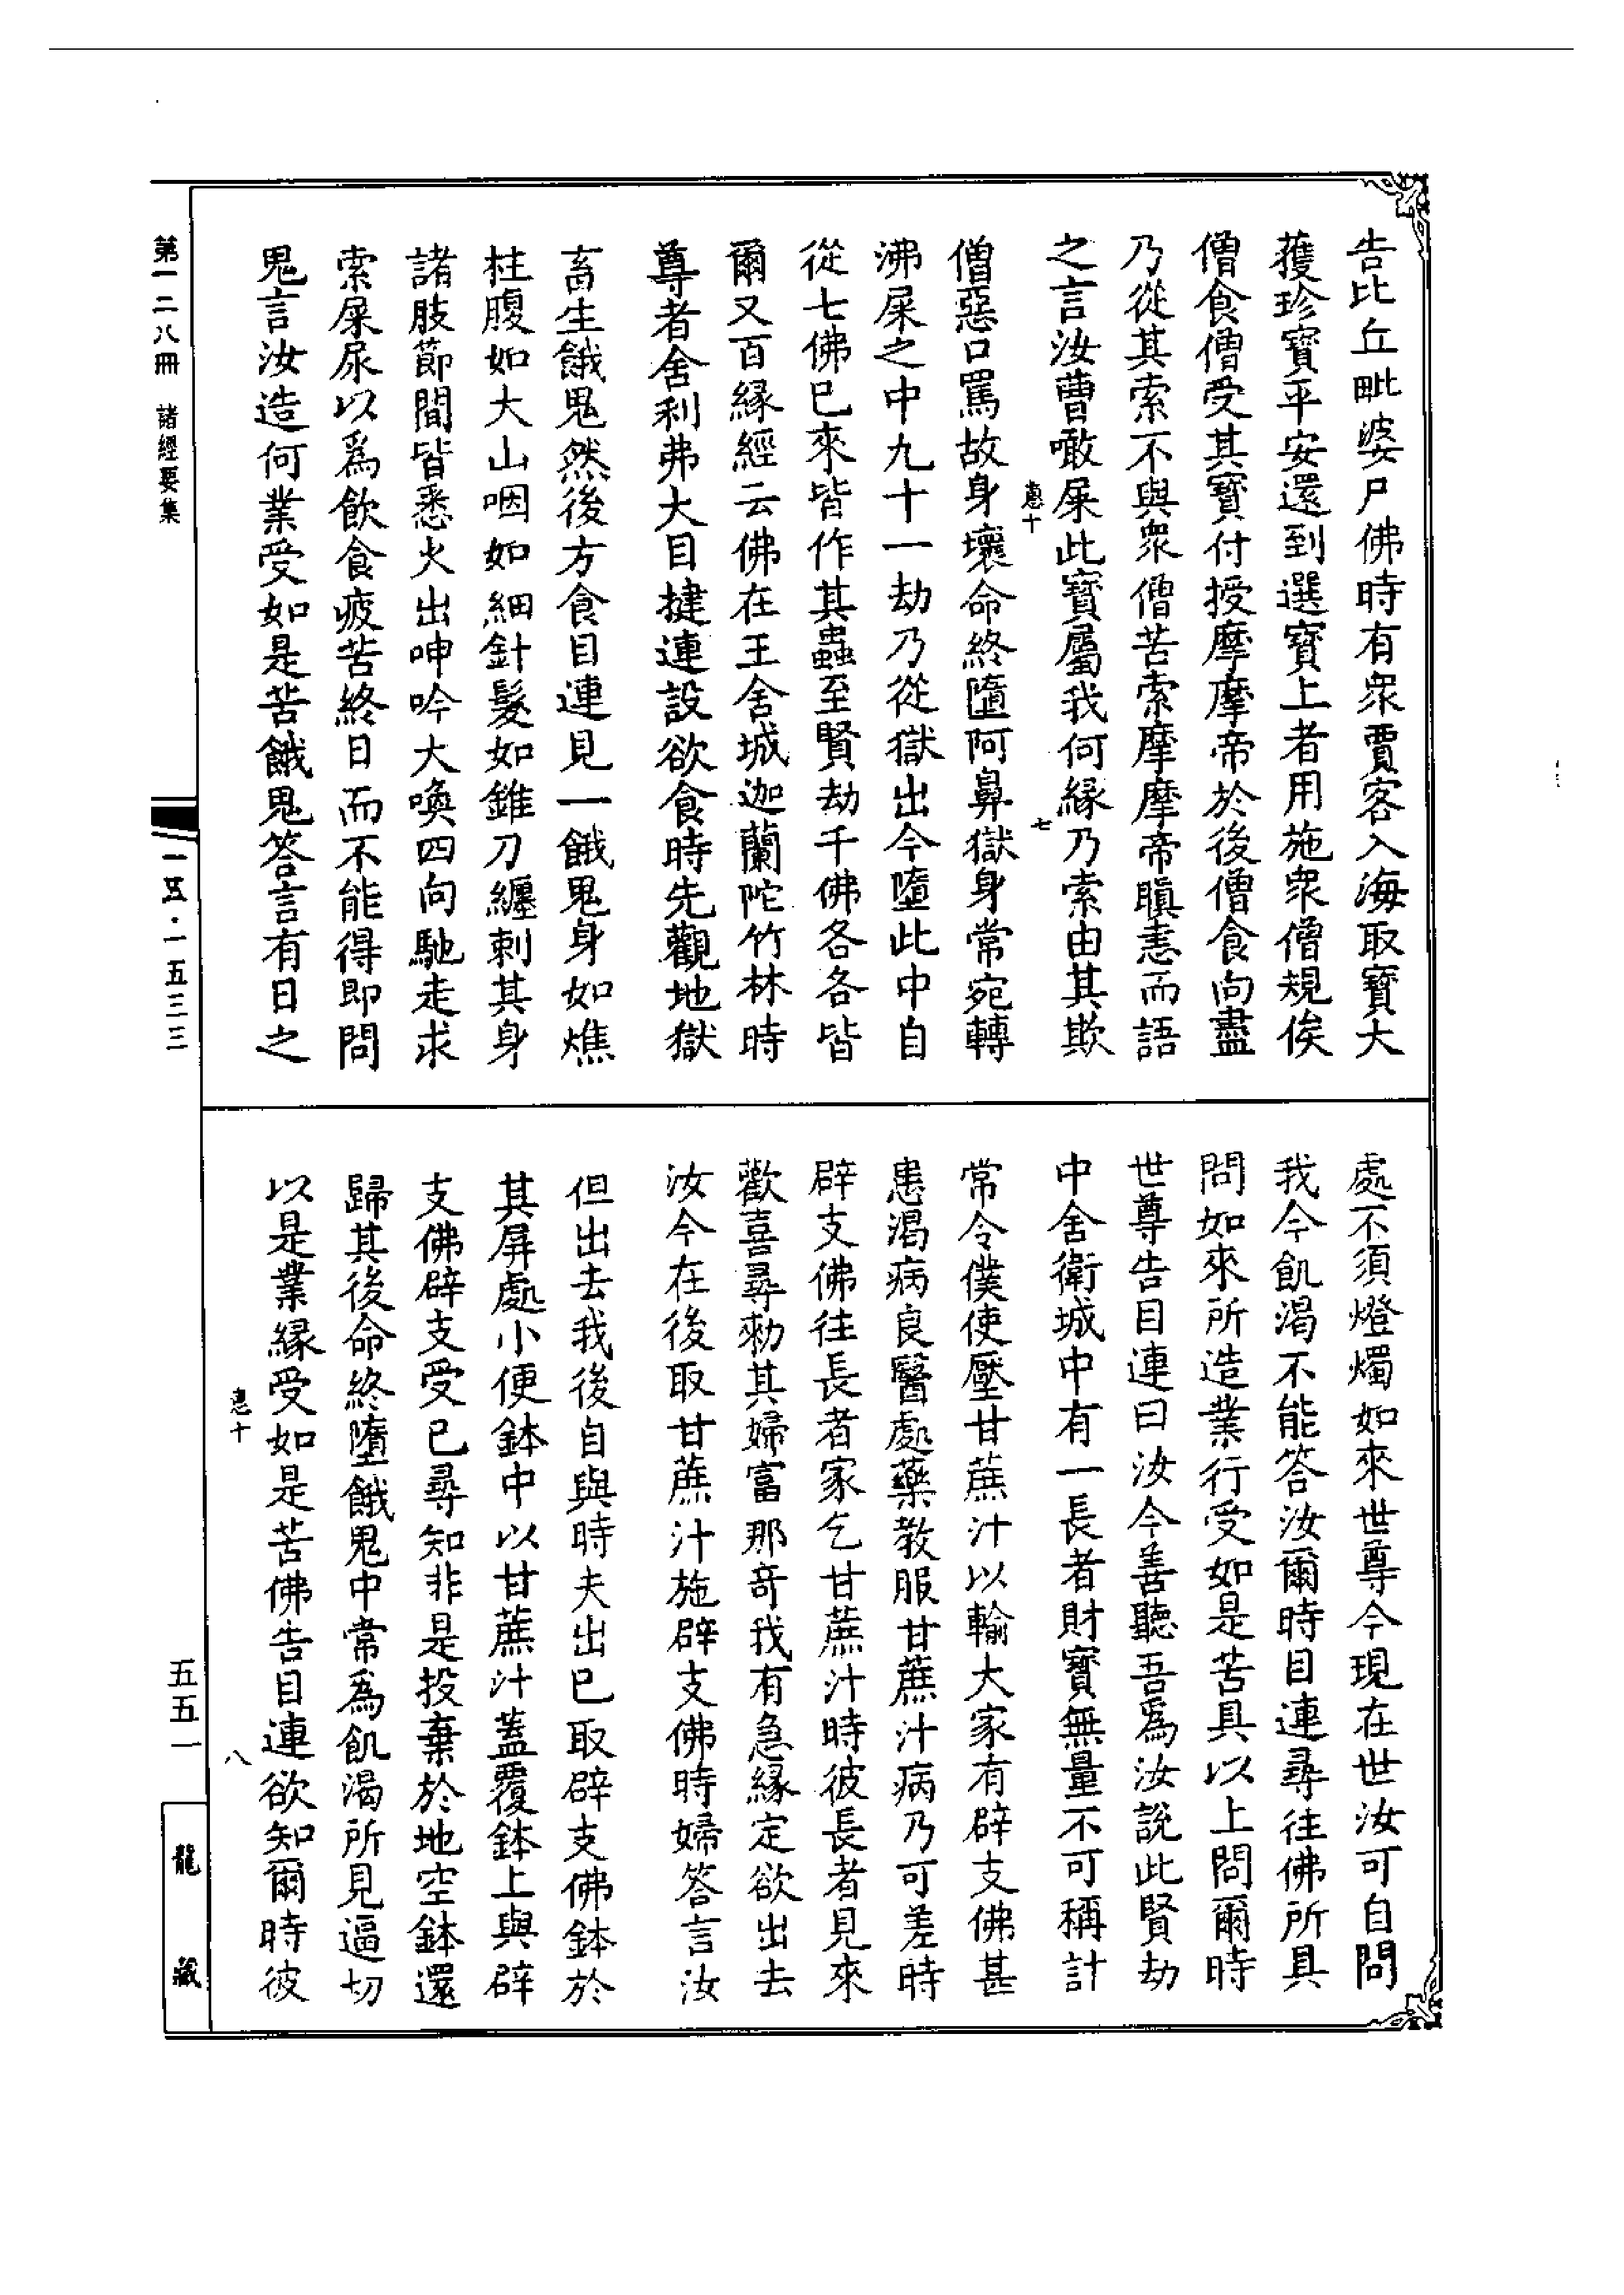 告比丘毗婆尸佛時有衆賈客入海取寶大
獲珍寶平安還到選寶上者用施衆僧規俟
僧食僧受其寶付授摩摩帝於後僧食向盡
乃從其索不與衆僧苦索摩摩帝瞋恚而語
之言汝曹噉屎此寶屬我何緣乃索由其欺
惠十
七
僧惡口罵故身壞命終墮阿鼻獄身常宛轉
沸屎之中九十一劫乃從獄出今墮此中自
從七佛已來皆作其蟲至賢劫千佛各各皆
爾又百緣經云佛在王舍城迦蘭陀竹林時
尊者舍利弗大目揵連設欲食時先觀地獄
畜生餓鬼然後方食目連見一餓鬼身如燋
柱腹如大山咽如細針髮如錐刀纏刺其身
諸肢節間皆悉火出呻吟大喚四向馳走求
索屎尿以爲飲食疲苦終日而不能得即問
鬼言汝造何業受如是苦餓鬼答言有日之
處不須燈燭如來世尊今現在世汝可自問
我今飢渴不能答汝爾時目連尋往佛所具
問如來所造業行受如是苦具以上問爾時
世尊告目連曰汝今善聽吾爲汝說此賢劫
中舍衛城中有一長者財寶無量不可稱計
常令僕使壓甘蔗汁以輸大家有辟支佛甚
患渴病良醫處藥教服甘蔗汁病乃可差時
辟支佛往長者家乞甘蔗汁時彼長者見來
歡喜尋勑其婦富那奇我有急緣定欲出去
汝今在後取甘蔗汁施辟支佛時婦答言汝
但出去我後自與時夫出已取辟支佛鉢於
其屏處小便鉢中以甘蔗汁蓋覆鉢上與辟
支佛辟支受已尋知非是投棄於地空鉢還
歸其後命終墮餓鬼中常爲飢渴所見逼切
以是業緣受如是苦佛告目連欲知爾時彼
惠十
八
第一二八冊 諸經要集
一五·一五三三
五五一
龍藏